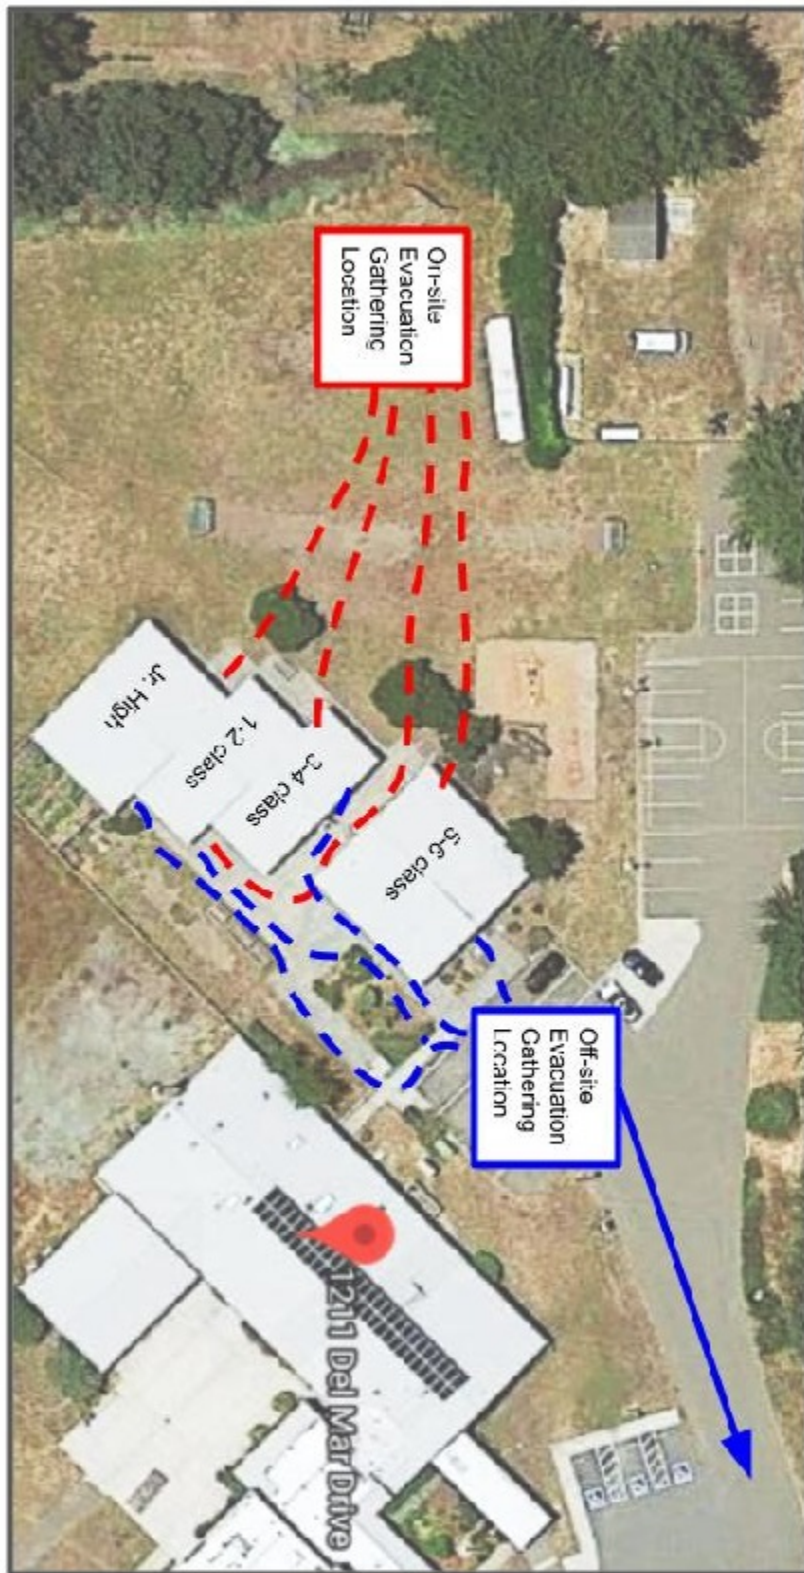 On-site
Evacuation
Gathering
Location
Jr. High
1-2 class
3-4 class
5-6 class
Off-site
Evacuation
Gathering
Location
1211 Del Mar Drive